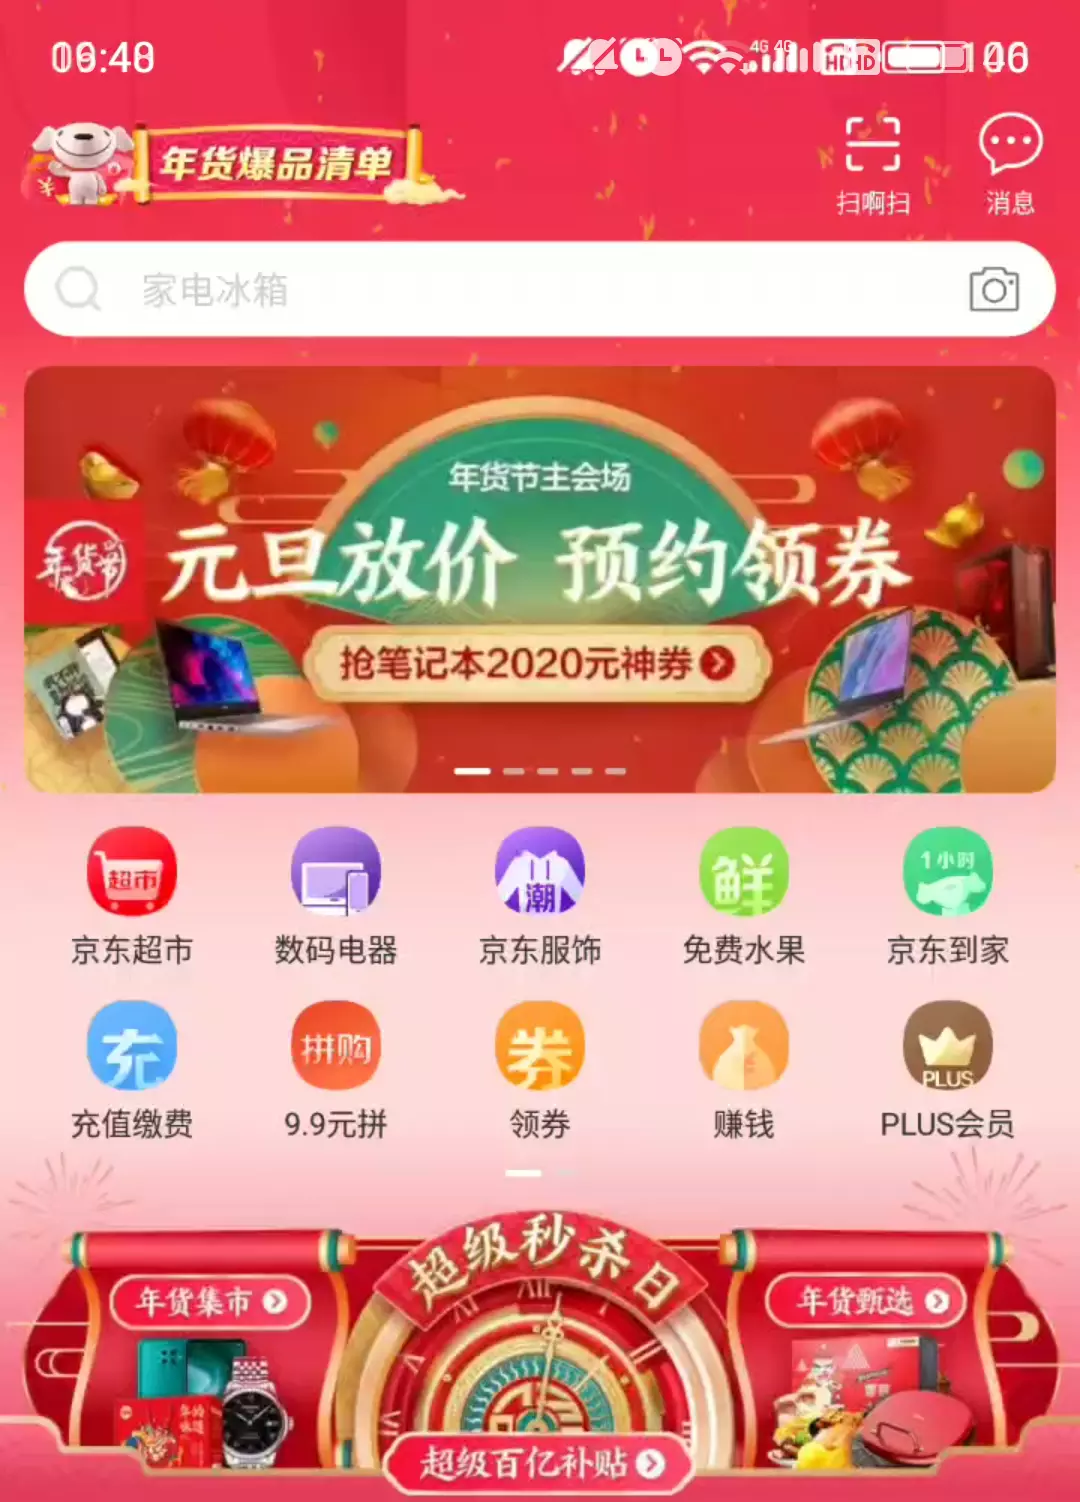 年货爆品清单
扫啊扫
消息
家电冰箱
年货节主会场
年货节
元旦放价 预约领券
抢笔记本2020元神券
超市
潮
鲜
1小时
京东超市
数码电器
京东服饰
免费水果
京东到家
充
拼购
券
PLUS
充值缴费
9.9元拼
领券
赚钱
PLUS会员
超级秒杀日
年货集市
年货甄选
超级百亿补贴